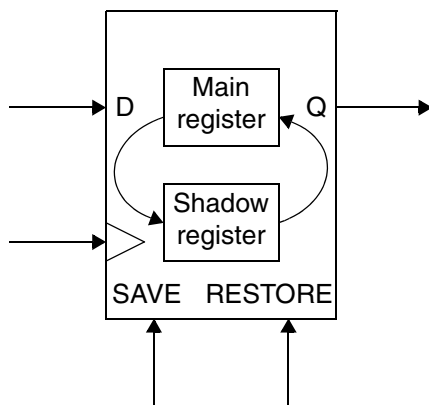 Main
register
D
Q
Shadow
register
SAVE RESTORE